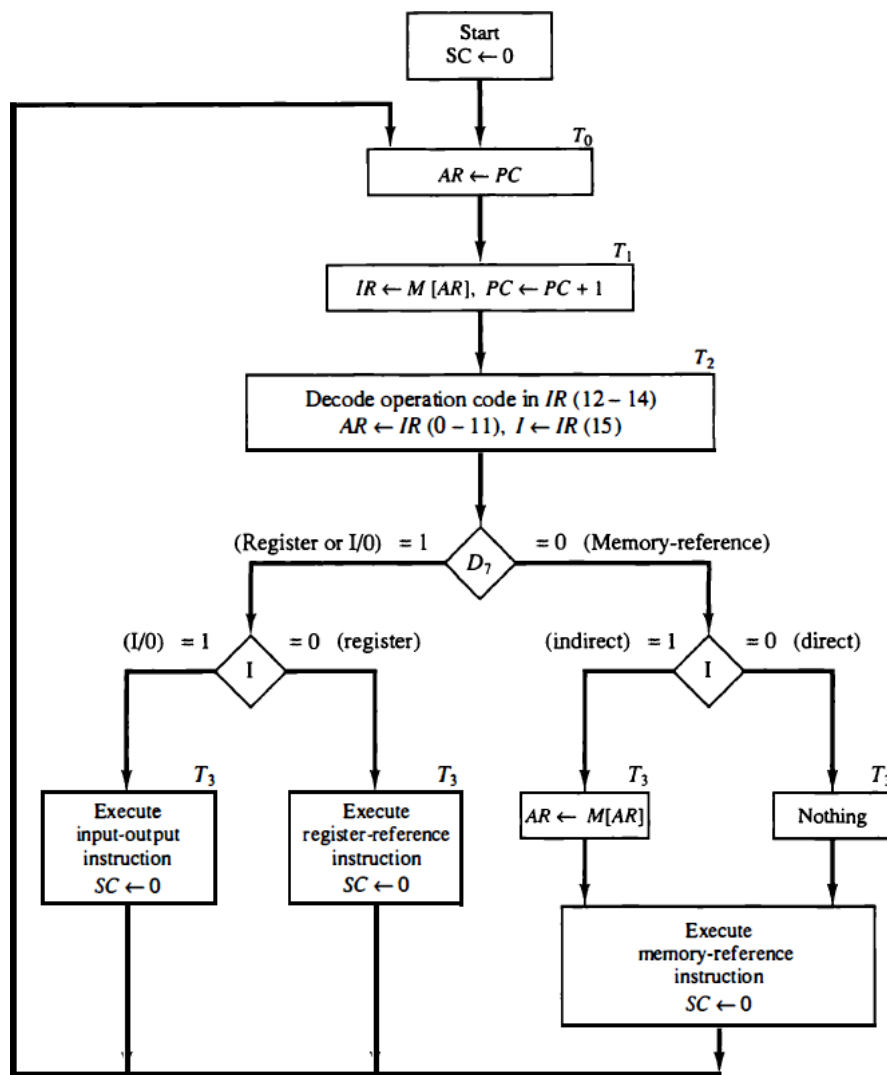 Start
SC ← 0
T₀
AR ← PC
T₁
IR ← M [AR], PC ← PC + 1
T₂
Decode operation code in IR (12 – 14)
AR ← IR (0 – 11), I ← IR (15)
(Register or I/0) = 1
= 0 (Memory-reference)
D₇
(I/0) = 1
= 0 (register)
I
(indirect) = 1
= 0 (direct)
I
T₃
Execute
input-output
instruction
SC ← 0
T₃
Execute
register-reference
instruction
SC ← 0
T₃
AR ← M[AR]
T₃
Nothing
Execute
memory-reference
instruction
SC ← 0